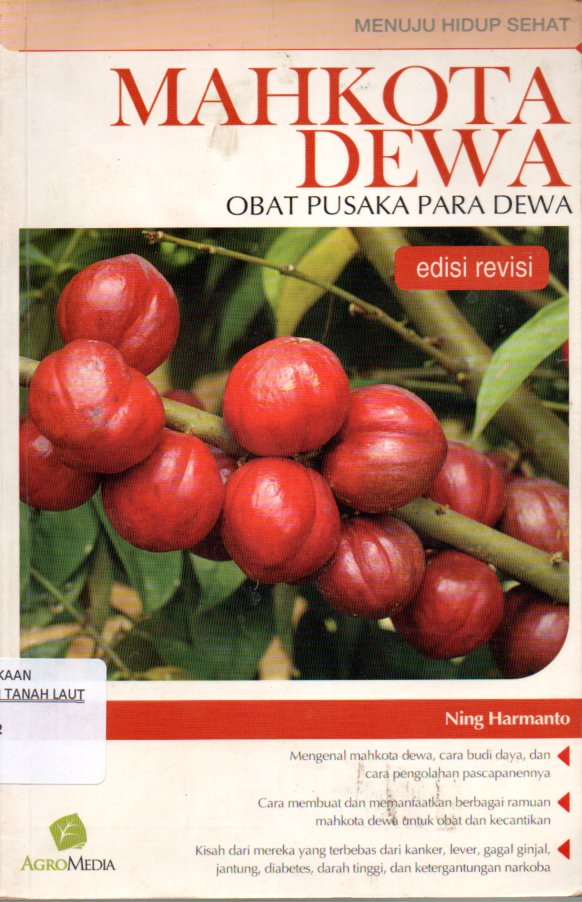 MENUJU HIDUP SEHAT
MAHKOTA
DEWA
OBAT PUSAKA PARA DEWA
edisi revisi
KAAN
TANAH LAUT
Ning Harmanto
Mengenal mahkota dewa, cara budi daya, dan
cara pengolahan pascapanennya
Cara membuat dan memanfaatkan berbagai ramuan
mahkota dewa untuk obat dan kecantikan
Kisah dari mereka yang terbebas dari kanker, lever, gagal ginjal,
jantung, diabetes, darah tinggi, dan ketergantungan narkoba
AGROMEDIA